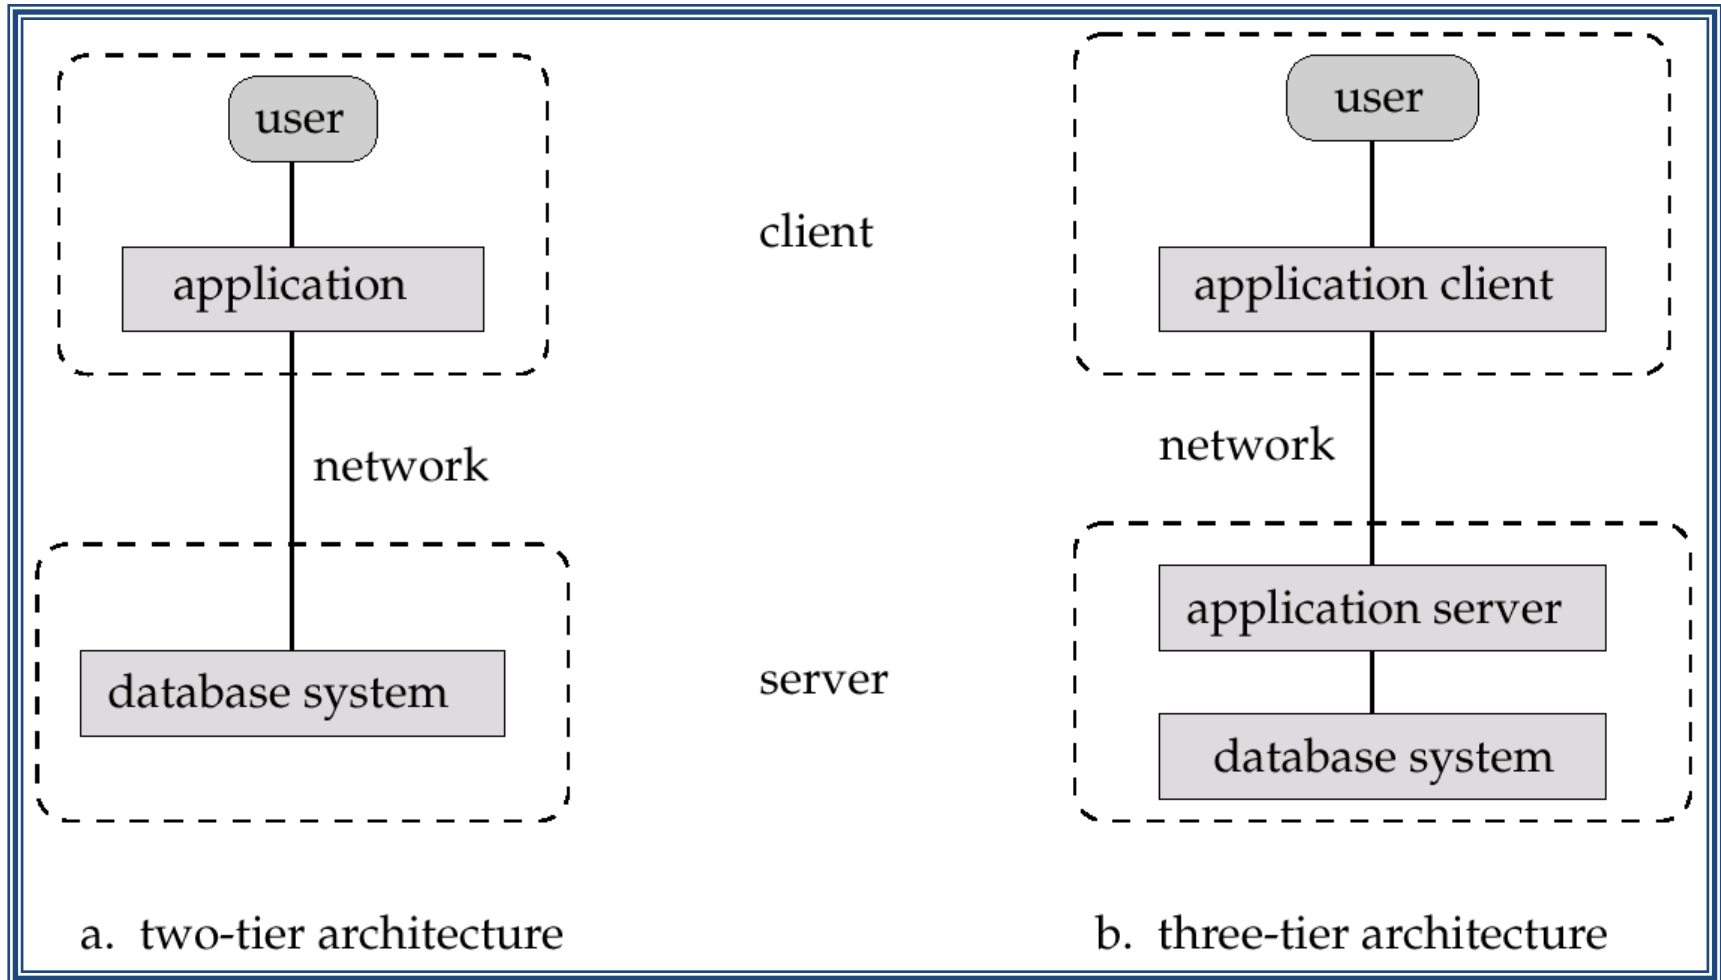 user
application
network
database system
a. two-tier architecture
client
server
user
application client
network
application server
database system
b. three-tier architecture